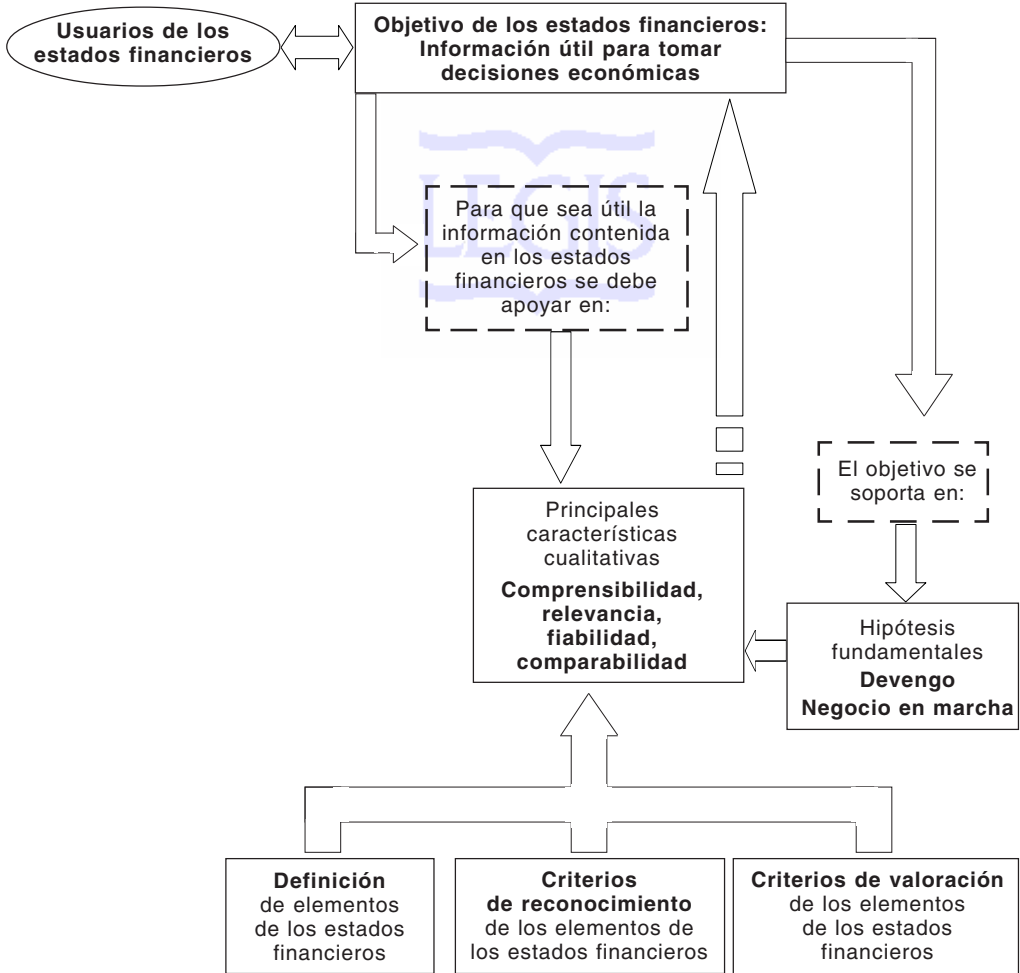 Usuarios de los
estados financieros
Objetivo de los estados financieros:
Información útil para tomar
decisiones económicas
LEGIS
Para que sea útil la
información contenida
en los estados
financieros se debe
apoyar en:
El objetivo se
soporta en:
Principales
características
cualitativas
Comprensibilidad,
relevancia,
fiabilidad,
comparabilidad
Hipótesis
fundamentales
Devengo
Negocio en marcha
Definición
de elementos
de los estados
financieros
Criterios
de reconocimiento
de los elementos de
los estados financieros
Criterios de valoración
de los elementos
de los estados
financieros